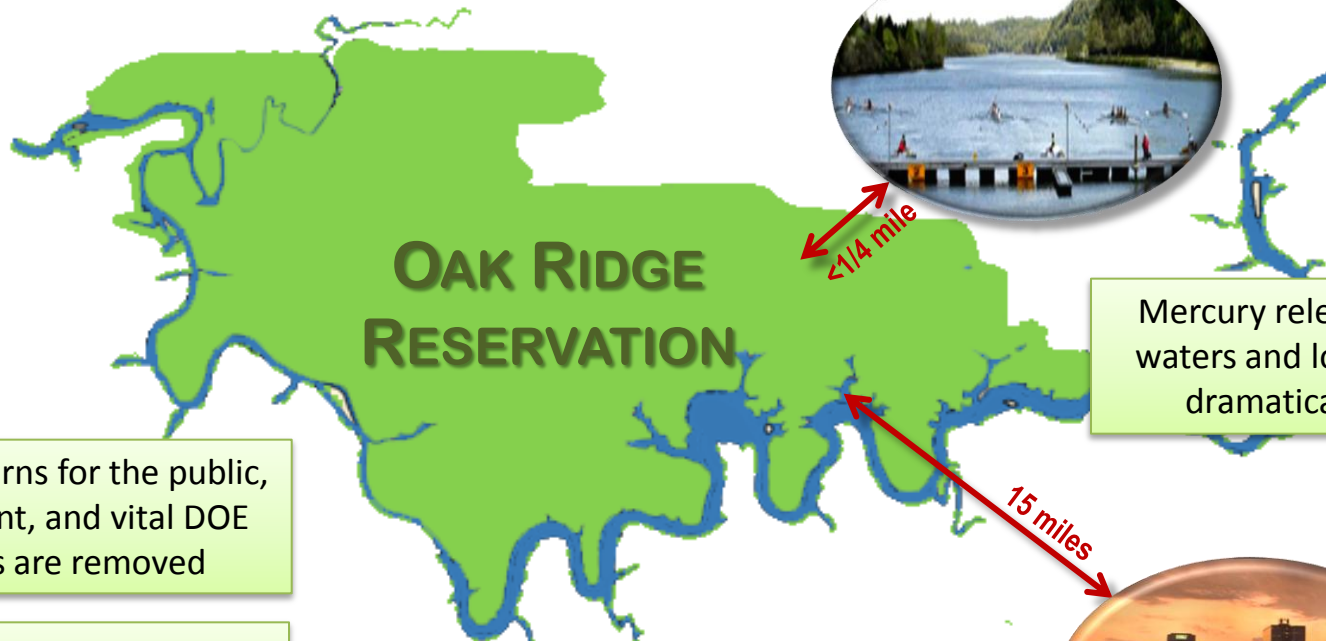 <1/4 mile
OAK RIDGE
RESERVATION
Mercury rele
waters and lo
dramatica
rns for the public,
nt, and vital DOE
s are removed
15 miles